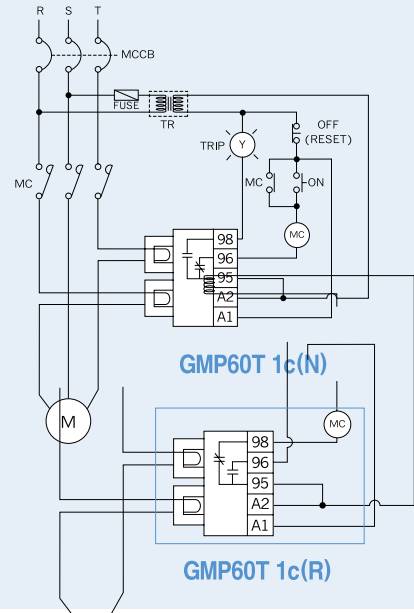 R S T
MCCB
FUSE
TR
OFF
(RESET)
TRIP Y
MC
MC ON
MC
98
96
95
A2
A1
GMP60T 1c(N)
M
MC
98
96
95
A2
A1
GMP60T 1c(R)